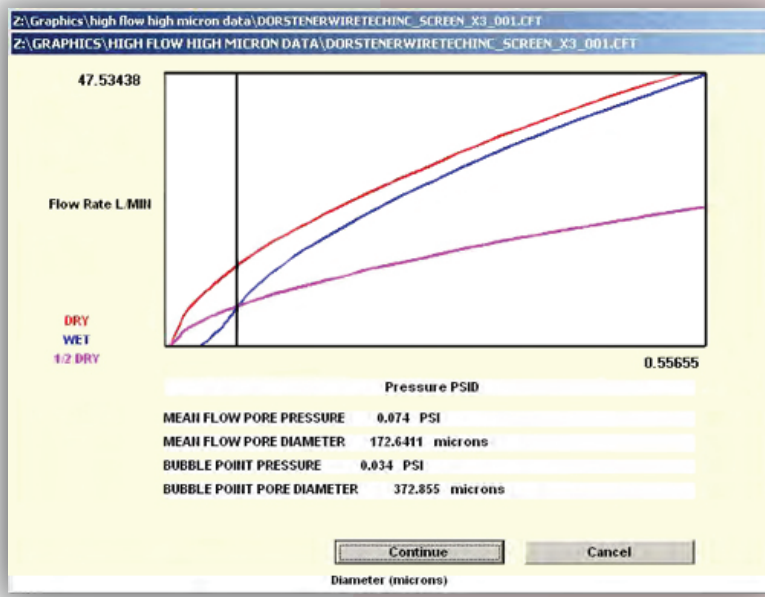 Z:\Graphics\high flow high micron data\DORSTENERWIRETECHINC_SCREEN_X3_001.CFT
Z:\GRAPHICS\HIGH FLOW HIGH MICRON DATA\DORSTENERWIRETECHINC_SCREEN_X3_001.CFT
47.53438
Flow Rate L/MIN
DRY
WET
1/2 DRY
0.55655
Pressure PSID
MEAN FLOW PORE PRESSURE 0.074 PSI
MEAN FLOW PORE DIAMETER 172.6411 microns
BUBBLE POINT PRESSURE 0.034 PSI
BUBBLE POINT PORE DIAMETER 372.855 microns
Continue Cancel
Diameter (microns)